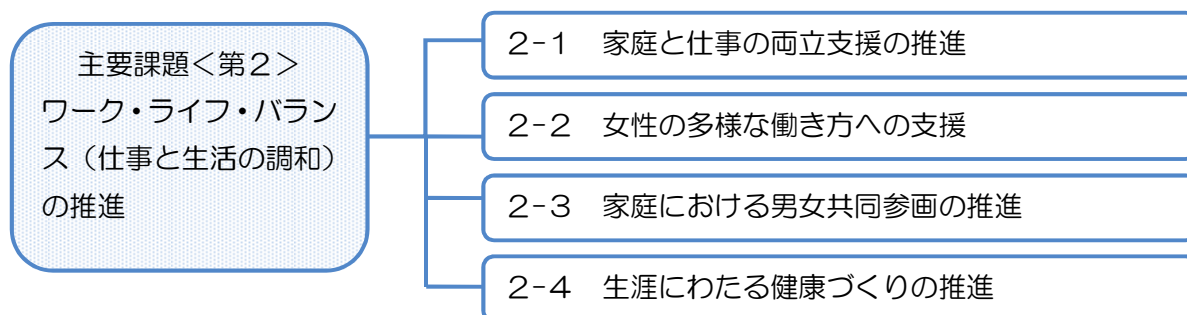 主要課題＜第２＞
ワーク・ライフ・バラン
ス（仕事と生活の調和）
の推進
２-１　家庭と仕事の両立支援の推進
２-２　女性の多様な働き方への支援
２-３　家庭における男女共同参画の推進
２-４　生涯にわたる健康づくりの推進